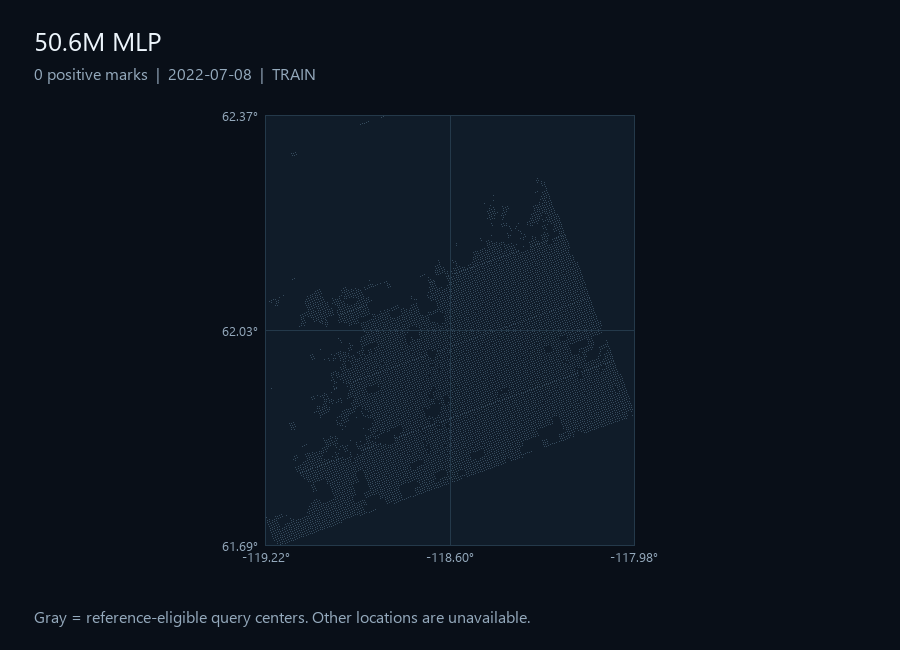 50.6M MLP
0 positive marks | 2022-07-08 | TRAIN
62.37°
62.03°
61.69°
-119.22° -118.60° -117.98°
Gray = reference-eligible query centers. Other locations are unavailable.